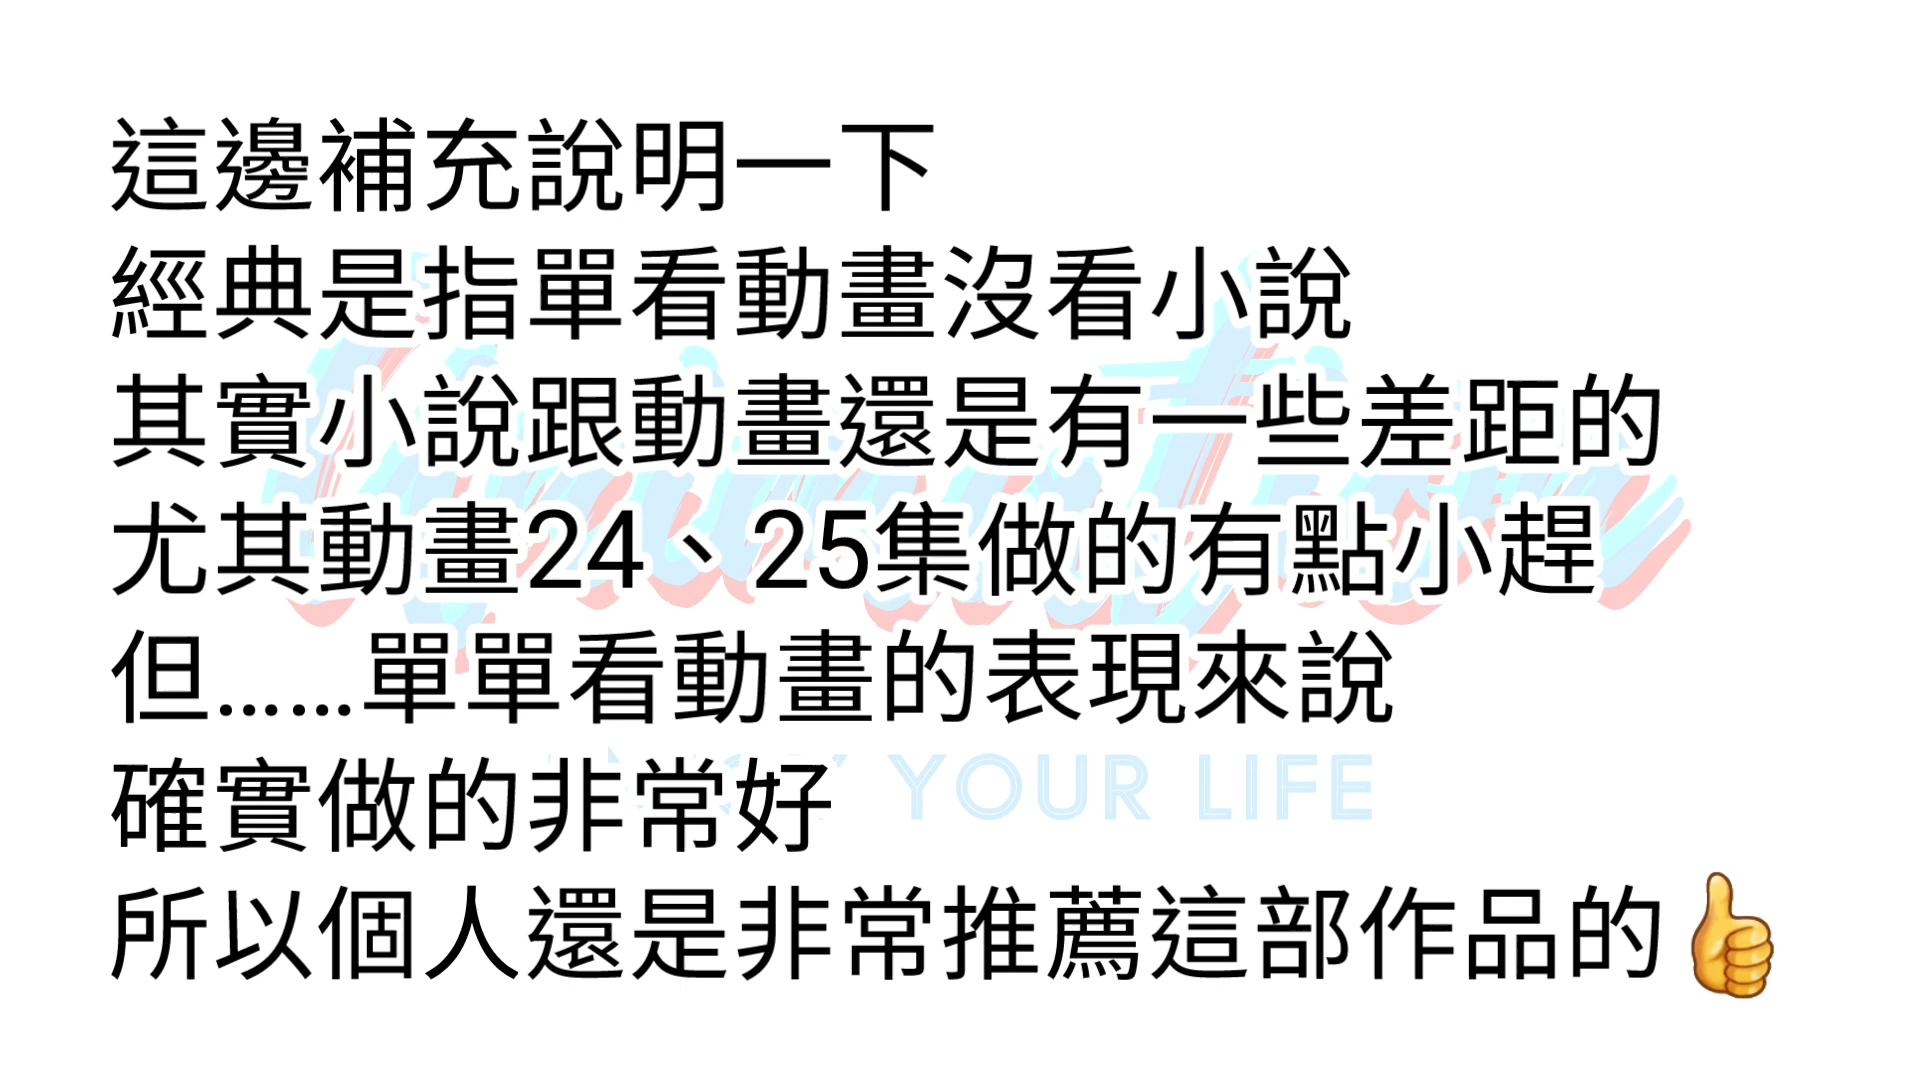 這邊補充說明一下
經典是指單看動畫沒看小說
其實小說跟動畫還是有一些差距的
尤其動畫24、25集做的有點小趕
但……單單看動畫的表現來說
確實做的非常好
YOUR LIFE
所以個人還是非常推薦這部作品的👍